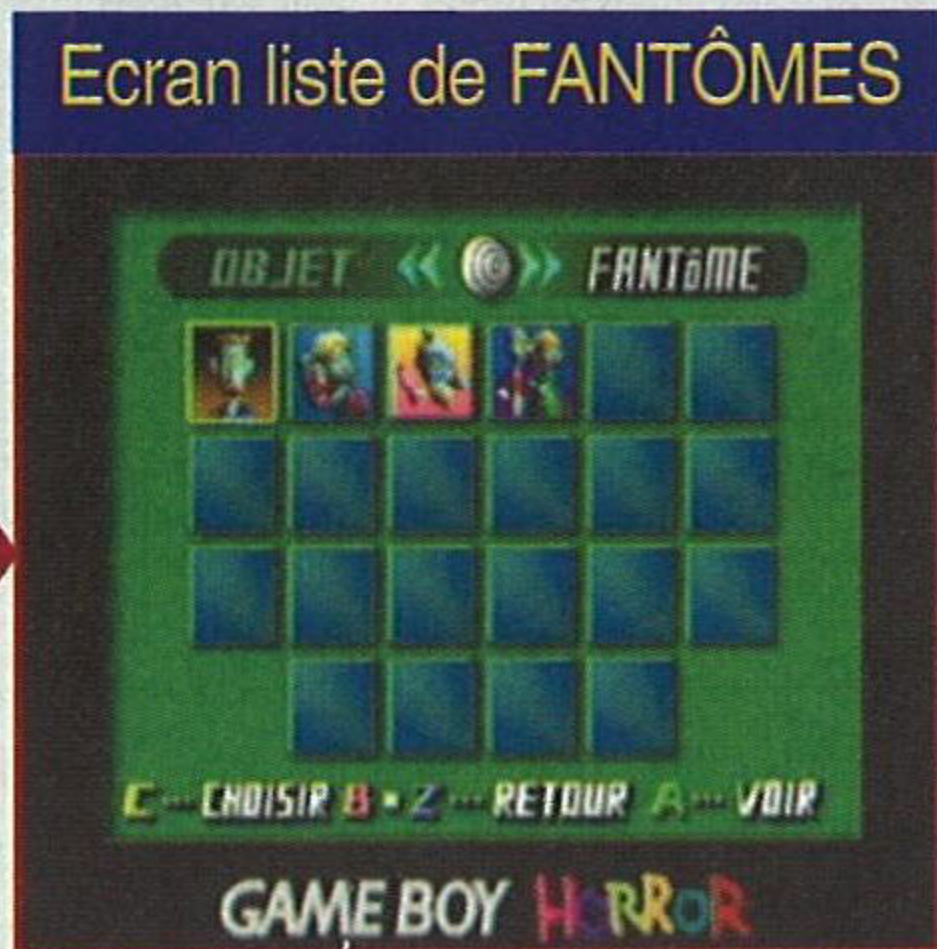 Ecran liste de FANTÔMES
OBJET << >> FANTôME
C...CHOISIR B•Z...RETOUR A...VOIR
GAME BOY HORROR